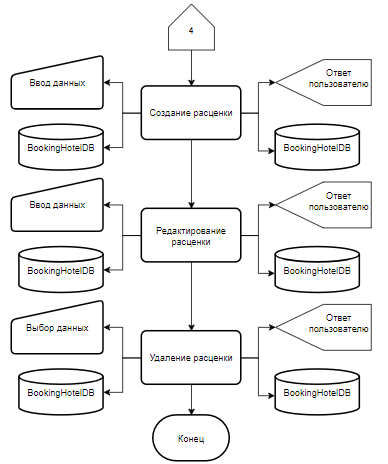 4
Ввод данных
Ответ
пользователю
Создание расценки
BookingHotelDB
BookingHotelDB
Ввод данных
Ответ
пользователю
Редактирование
расценки
BookingHotelDB
BookingHotelDB
Выбор данных
Ответ
пользователю
Удаление расценки
BookingHotelDB
BookingHotelDB
Конец